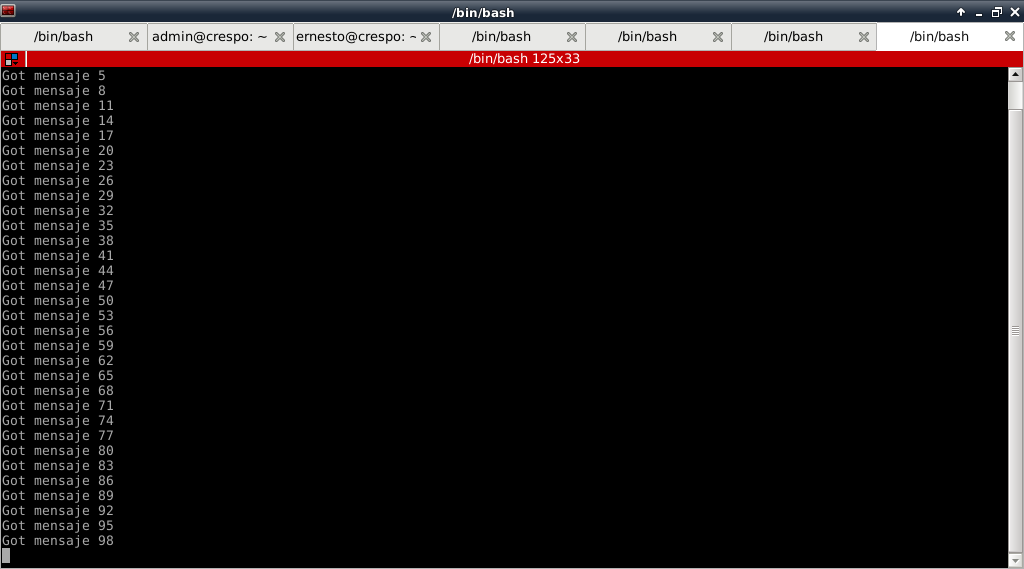 /bin/bash
/bin/bash
admin@crespo: ~
ernesto@crespo: ~
/bin/bash
/bin/bash
/bin/bash
/bin/bash
/bin/bash 125x33
Got mensaje 5
Got mensaje 8
Got mensaje 11
Got mensaje 14
Got mensaje 17
Got mensaje 20
Got mensaje 23
Got mensaje 26
Got mensaje 29
Got mensaje 32
Got mensaje 35
Got mensaje 38
Got mensaje 41
Got mensaje 44
Got mensaje 47
Got mensaje 50
Got mensaje 53
Got mensaje 56
Got mensaje 59
Got mensaje 62
Got mensaje 65
Got mensaje 68
Got mensaje 71
Got mensaje 74
Got mensaje 77
Got mensaje 80
Got mensaje 83
Got mensaje 86
Got mensaje 89
Got mensaje 92
Got mensaje 95
Got mensaje 98